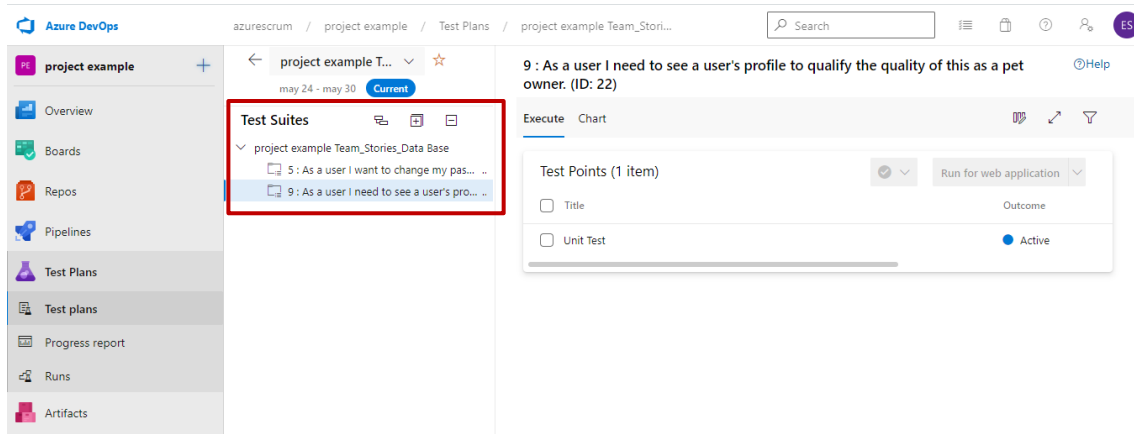 Azure DevOps
azurescrum / project example / Test Plans / project example Team_Stori...
Search
ES
PE project example
Overview
Boards
Repos
Pipelines
Test Plans
Test plans
Progress report
Runs
Artifacts
project example T...
may 24 - may 30 Current
Test Suites
project example Team_Stories_Data Base
5 : As a user I want to change my pas... ..
9 : As a user I need to see a user's pro... ..
9 : As a user I need to see a user's profile to qualify the quality of this as a pet
owner. (ID: 22)
Help
Execute Chart
Test Points (1 item)
Run for web application
Title Outcome
Unit Test Active